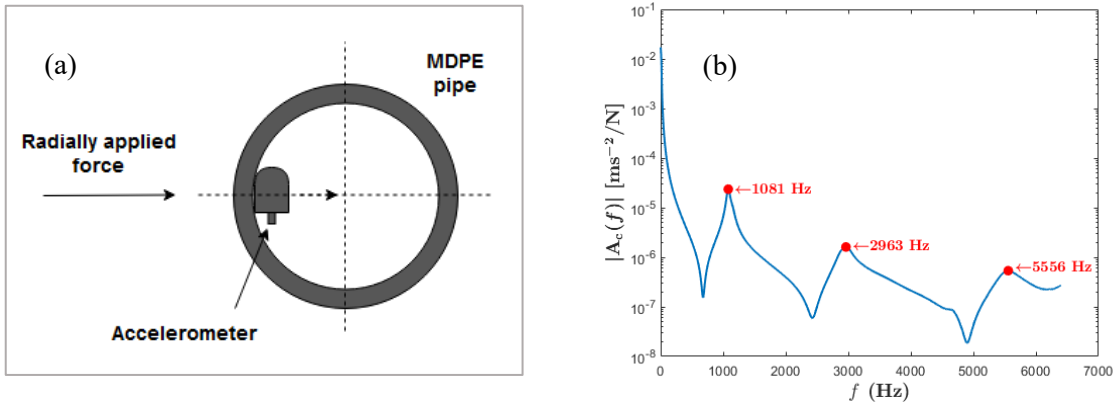 (a)
MDPE
pipe
Radially applied
force
Accelerometer
(b)
|A_c(f)| [ms⁻²/N]
10⁻¹
10⁻²
10⁻³
10⁻⁴
10⁻⁵
10⁻⁶
10⁻⁷
10⁻⁸
←1081 Hz
←2963 Hz
←5556 Hz
0
1000
2000
3000
4000
5000
6000
7000
f (Hz)